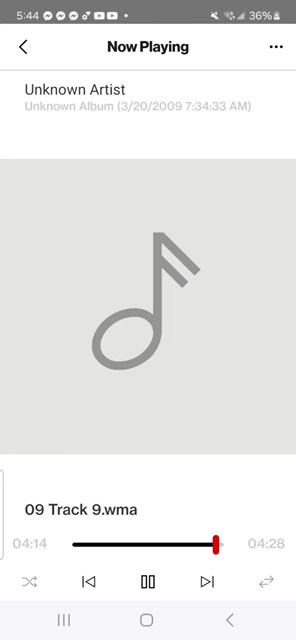 5:44
36%
Now Playing
Unknown Artist
Unknown Album (3/20/2009 7:34:33 AM)
09 Track 9.wma
04:14
04:28